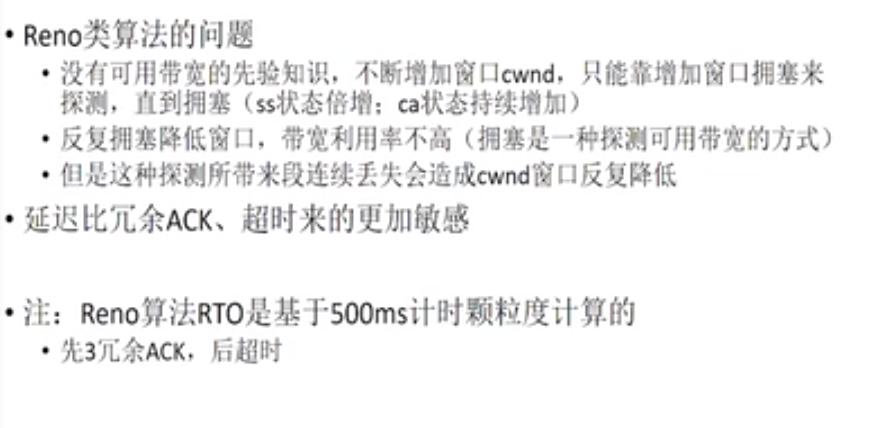 • Reno类算法的问题
• 没有可用带宽的先验知识，不断增加窗口cwnd，只能靠增加窗口拥塞来
探测，直到拥塞（ss状态倍增；ca状态持续增加）
• 反复拥塞降低窗口，带宽利用率不高（拥塞是一种探测可用带宽的方式）
• 但是这种探测所带来段连续丢失会造成cwnd窗口反复降低
• 延迟比冗余ACK、超时来的更加敏感
• 注：Reno算法RTO是基于500ms计时颗粒度计算的
• 先3冗余ACK，后超时